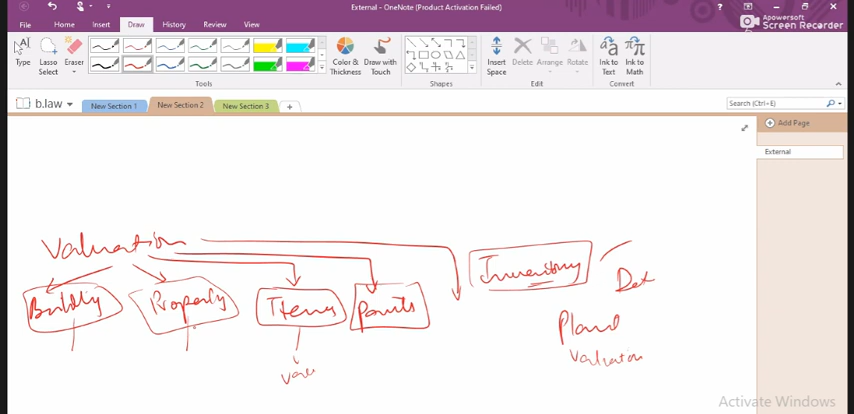 External - OneNote (Product Activation Failed)
Apowersoft
Screen Recorder
File Home Insert Draw History Review View
Type
Lasso Select
Eraser
Color & Thickness
Draw with Touch
Insert Space
Delete
Arrange
Rotate
Ink to Text
Ink to Math
Tools
Shapes
Edit
Convert
b.law
New Section 1
New Section 2
New Section 3
Search (Ctrl+E)
Add Page
External
Valuation
Inventory
Det
Property
Items
Pland
Valuation
Activate Windows